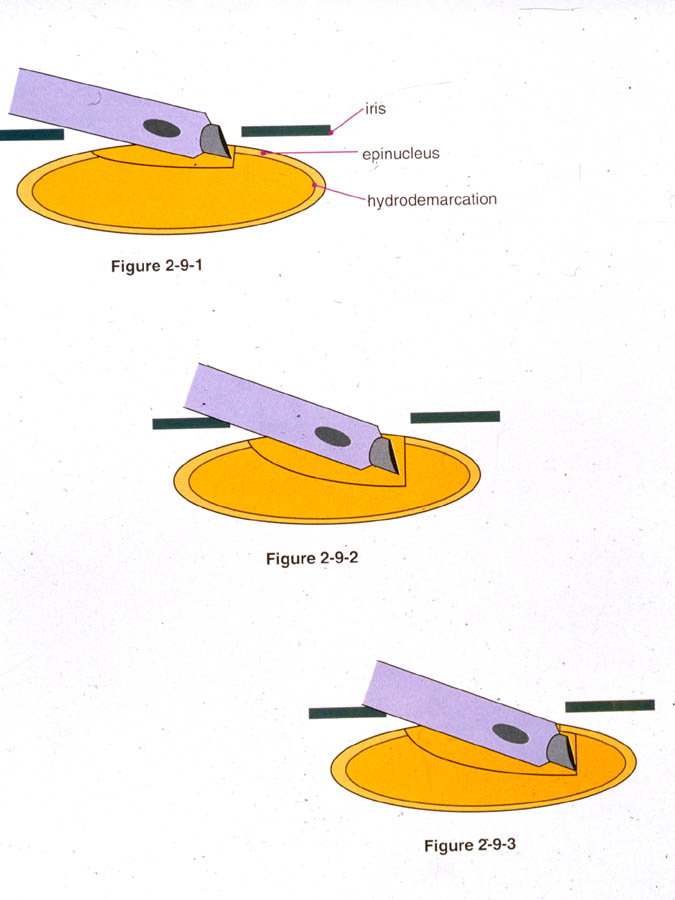 iris
epinucleus
hydrodemarcation
Figure 2-9-1
Figure 2-9-2
Figure 2-9-3